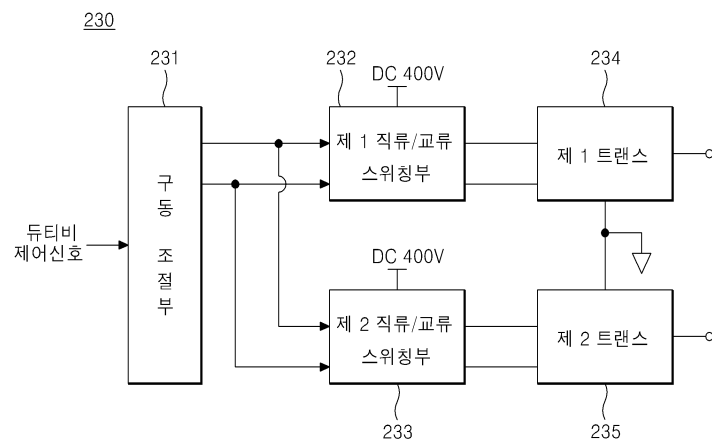 230
231
232
234
DC 400V
구동 조절부
제 1 직류/교류
스위칭부
제 1 트랜스
듀티비
제어신호
DC 400V
제 2 직류/교류
스위칭부
제 2 트랜스
233
235